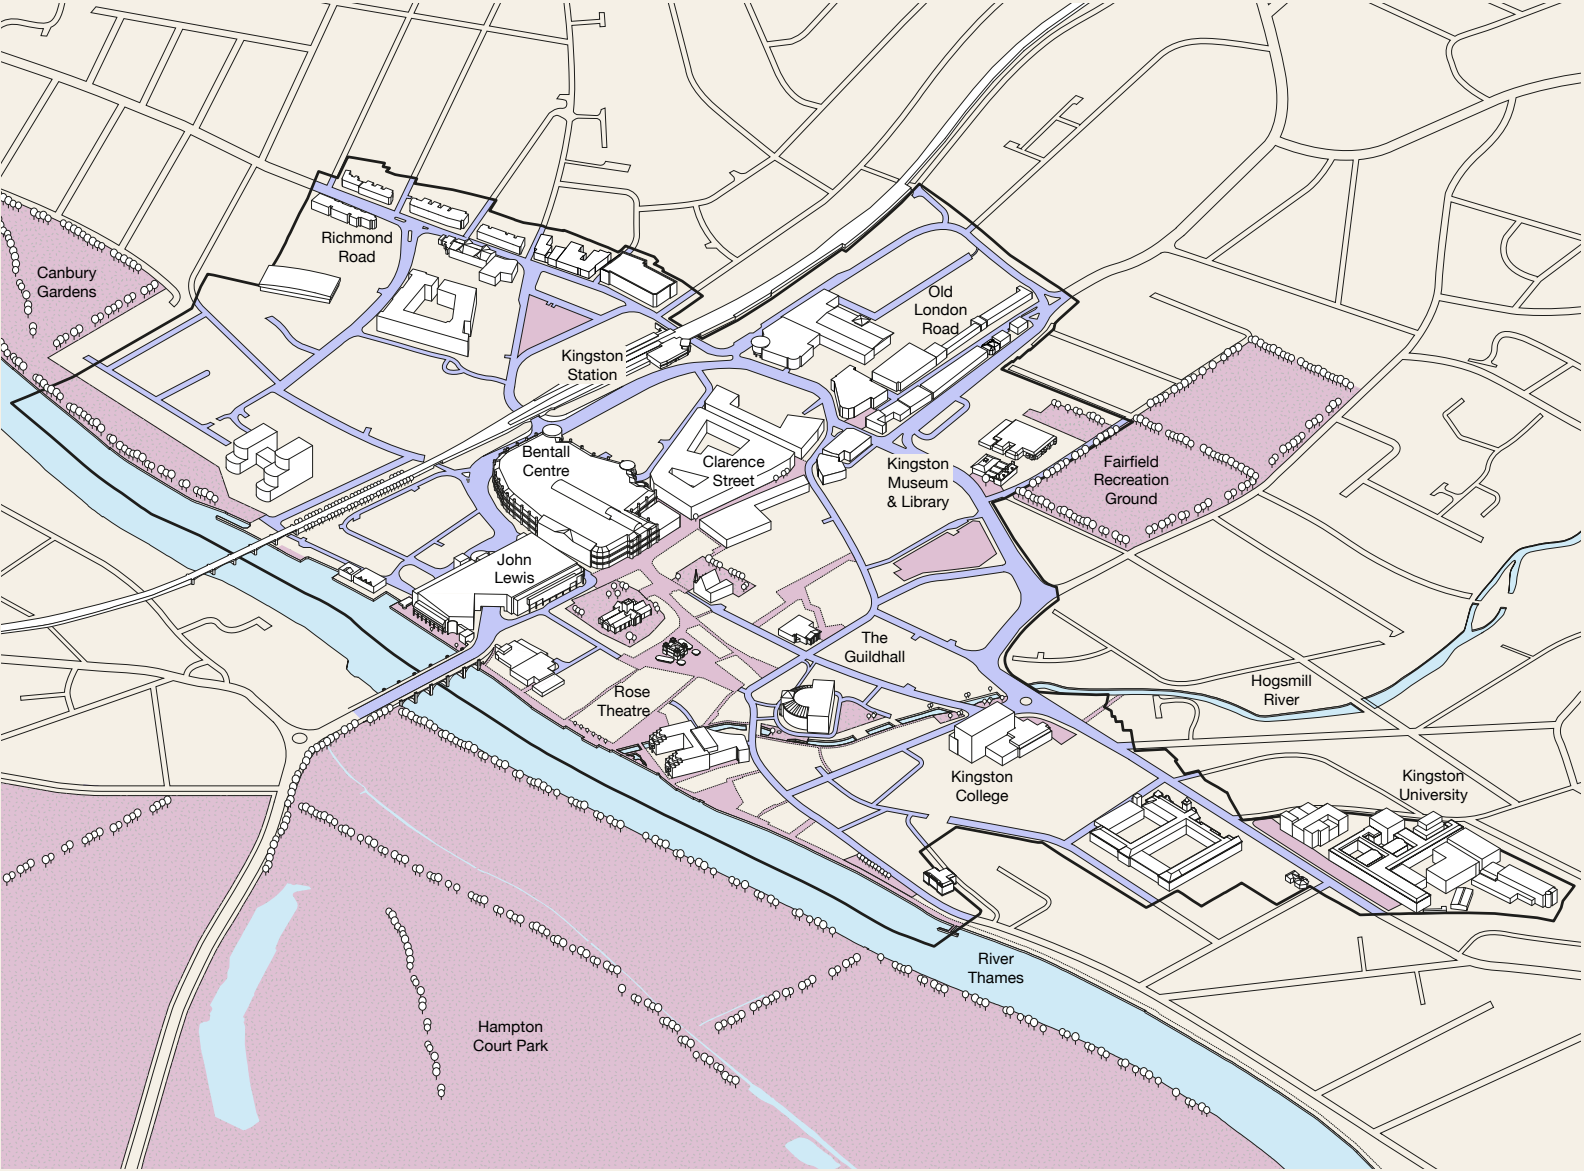 Richmond
Road
Canbury
Gardens
Old
London
Road
Kingston
Station
Bentall
Centre
Clarence
Street
Kingston
Museum
& Library
Fairfield
Recreation
Ground
John
Lewis
The
Guildhall
Rose
Theatre
Hogsmill
River
Kingston
College
Kingston
University
River
Thames
Hampton
Court Park